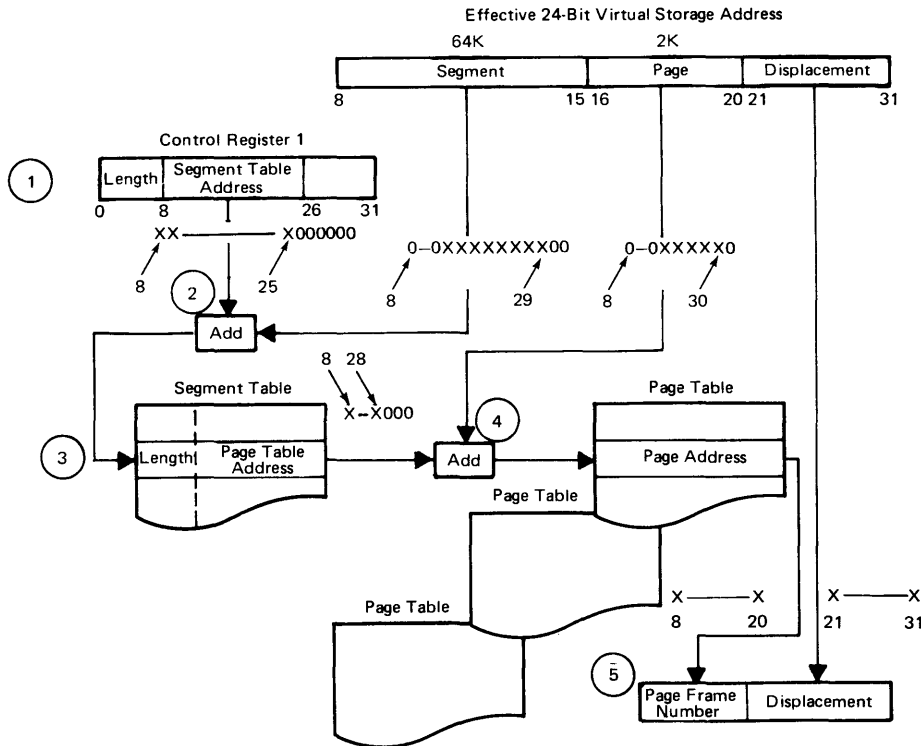 Effective 24-Bit Virtual Storage Address
64K 2K
Segment Page Displacement
8 15 16 20 21 31
Control Register 1
1
Length Segment Table
Address
0 8 26 31
XX X000000
8 25
0–0XXXXXXXX00
8 29
0–0XXXXX0
8 30
2
Add
8 28
X–X000
Segment Table
3
Length Page Table
Address
4
Add
Page Table
Page Address
Page Table
Page Table
X X
8 20
X X
21 31
5
Page Frame
Number
Displacement